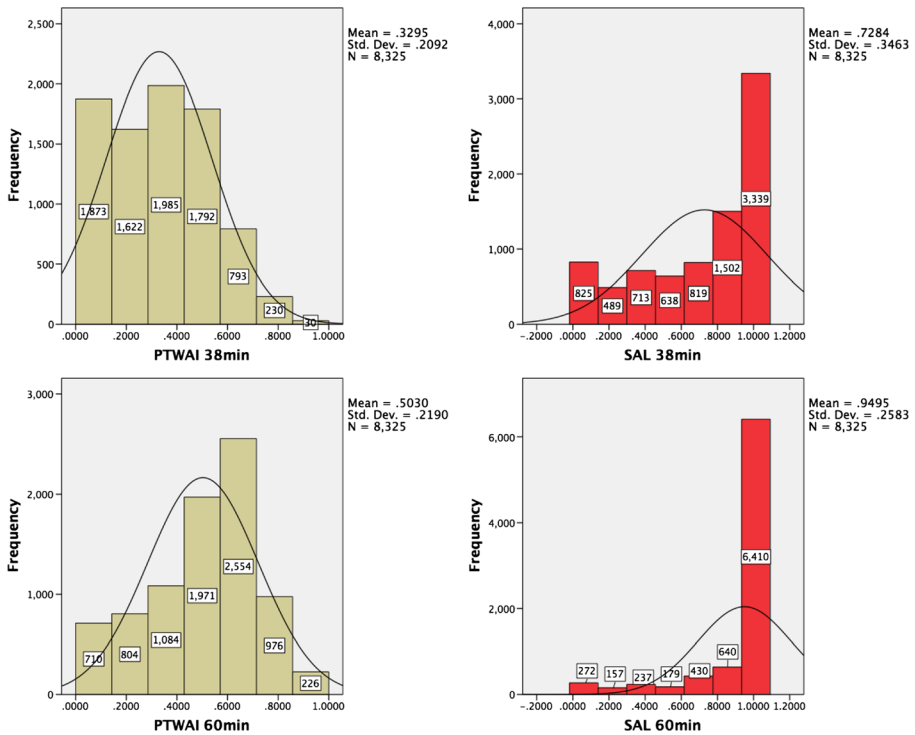 2,500
2,000
1,500
1,000
500
0
Frequency
1,873
1,622
1,985
1,792
793
230
30
.0000 .2000 .4000 .6000 .8000 1.0000
PTWAI 38min
Mean = .3295
Std. Dev. = .2092
N = 8,325
4,000
3,000
2,000
1,000
0
Frequency
825
489
713
638
819
1,502
3,339
-.2000 .0000 .2000 .4000 .6000 .8000 1.0000 1.2000
SAL 38min
Mean = .7284
Std. Dev. = .3463
N = 8,325
3,000
2,000
1,000
0
Frequency
710
804
1,084
1,971
2,554
976
226
.0000 .2000 .4000 .6000 .8000 1.0000
PTWAI 60min
Mean = .5030
Std. Dev. = .2190
N = 8,325
6,000
4,000
2,000
0
Frequency
272
157
237
179
430
640
6,410
-.2000 .0000 .2000 .4000 .6000 .8000 1.0000 1.2000
SAL 60min
Mean = .9495
Std. Dev. = .2583
N = 8,325